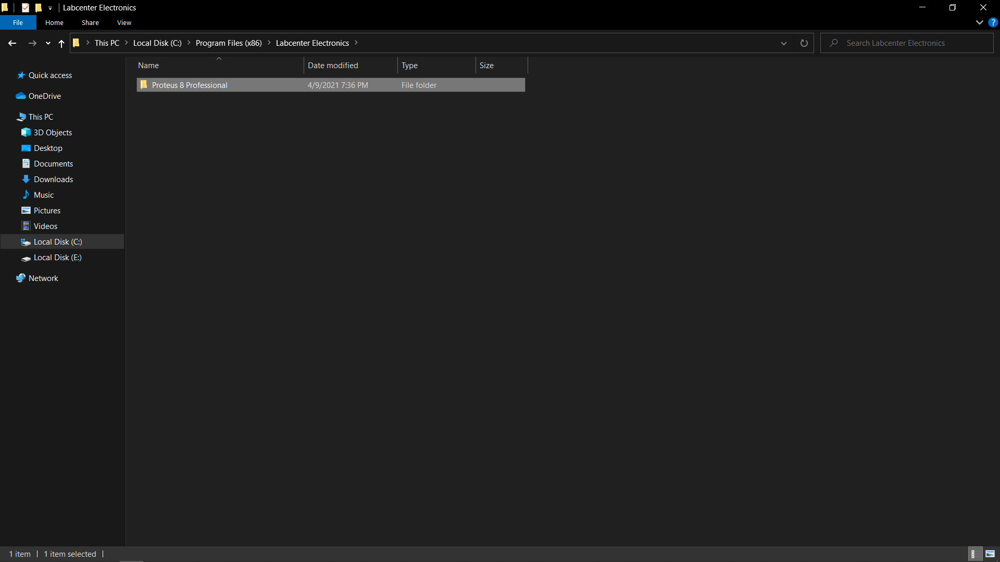 Labcenter Electronics
File Home Share View
This PC Local Disk (C:) Program Files (x86) Labcenter Electronics
Search Labcenter Electronics
Name Date modified Type Size
Proteus 8 Professional 4/9/2021 7:36 PM File folder
Quick access
OneDrive
This PC
3D Objects
Desktop
Documents
Downloads
Music
Pictures
Videos
Local Disk (C:)
Local Disk (E:)
Network
1 item 1 item selected